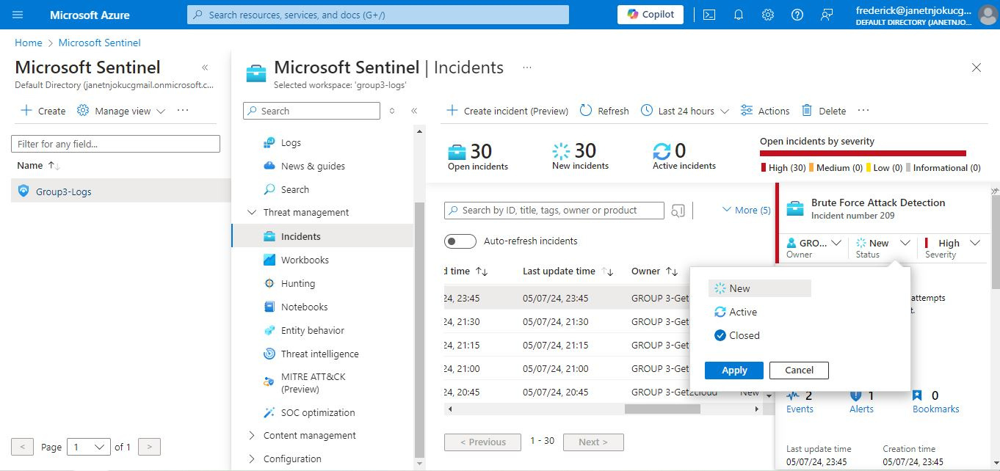 Microsoft Azure
Search resources, services, and docs (G+/)
Copilot
frederick@janetnjokucg...
DEFAULT DIRECTORY (JANETNJO...
Home > Microsoft Sentinel
Microsoft Sentinel «
Default Directory (janetnjokucgmail.onmicrosoft.c...
+ Create Manage view ...
Filter for any field...
Name ↑↓
Group3-Logs
< Page 1 of 1 >
Microsoft Sentinel | Incidents ...
Selected workspace: 'group3-logs'
Search «
Logs
News & guides
Search
Threat management
Incidents
Workbooks
Hunting
Notebooks
Entity behavior
Threat intelligence
MITRE ATT&CK
(Preview)
SOC optimization
Content management
Configuration
+ Create incident (Preview) Refresh Last 24 hours Actions Delete ...
30 Open incidents
30 New incidents
0 Active incidents
Open incidents by severity
High (30) Medium (0) Low (0) Informational (0)
Search by ID, title, tags, owner or product
More (5)
Auto-refresh incidents
d time ↑↓ Last update time ↑↓ Owner ↑↓
24, 23:45 05/07/24, 23:45 GROUP 3-Get
24, 21:30 05/07/24, 21:30 GROUP 3-Get
24, 21:15 05/07/24, 21:15 GROUP 3-Get
24, 21:00 05/07/24, 21:00 GROUP 3-Get
24, 20:45 05/07/24, 20:45 GROUP 3-Get2cloud New
< Previous 1 - 30 Next >
Brute Force Attack Detection
Incident number 209
GRO... New High
Owner Status Severity
New
Active
Closed
Apply Cancel
attempts
t.
2 1 0
Events Alerts Bookmarks
Last update time Creation time
05/07/24, 23:45 05/07/24, 23:45